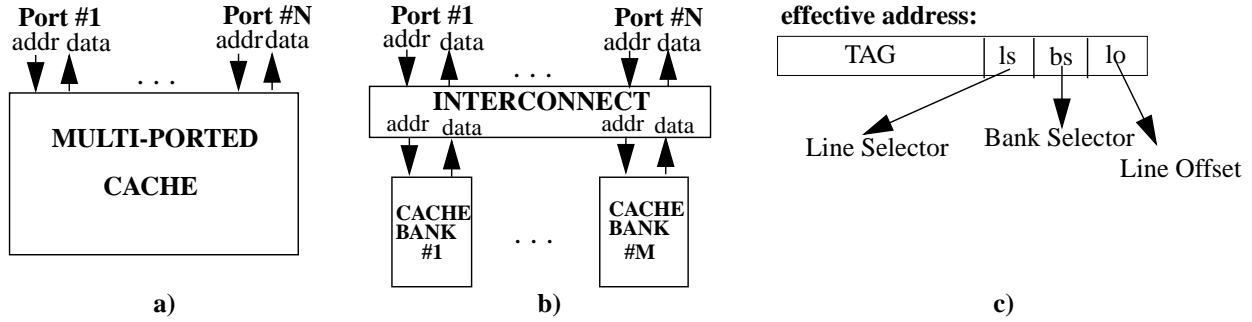 Port #1
Port #N
addr data
addr data
. . .
MULTI-PORTED
CACHE
a)
Port #1
Port #N
addr data
addr data
. . .
INTERCONNECT
addr data
addr data
CACHE
BANK
#1
. . .
CACHE
BANK
#M
b)
effective address:
TAG ls bs lo
Line Selector
Bank Selector
Line Offset
c)